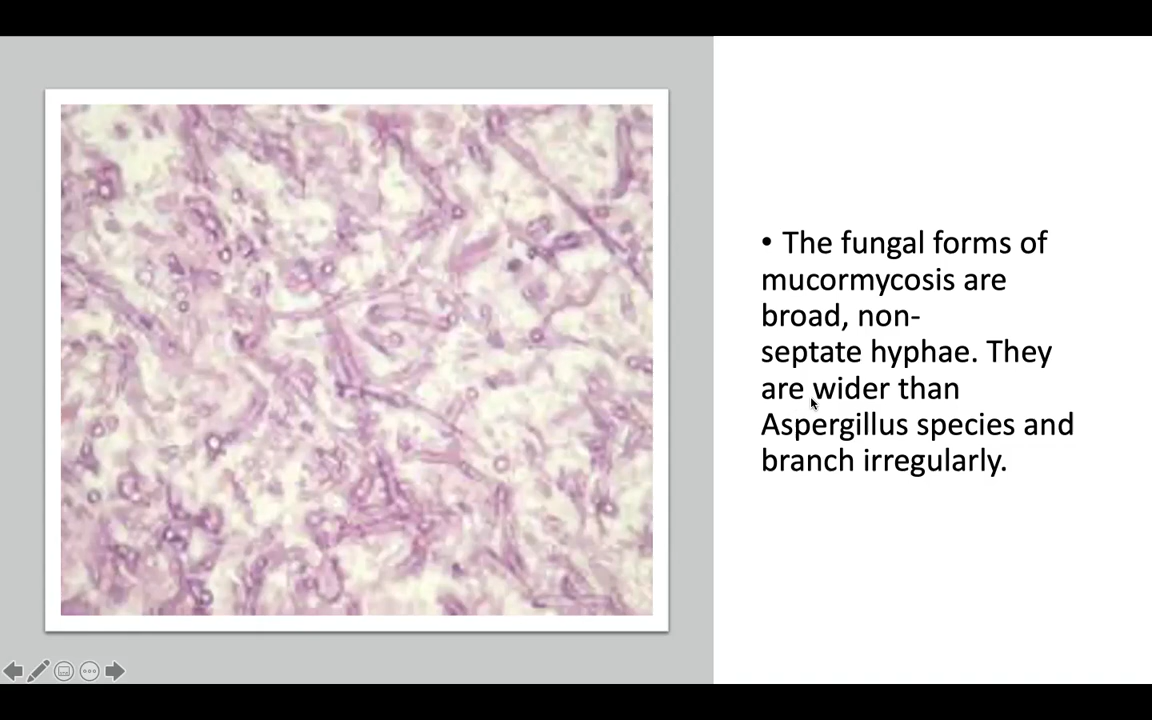 • The fungal forms of
mucormycosis are
broad, non-
septate hyphae. They
are wider than
Aspergillus species and
branch irregularly.